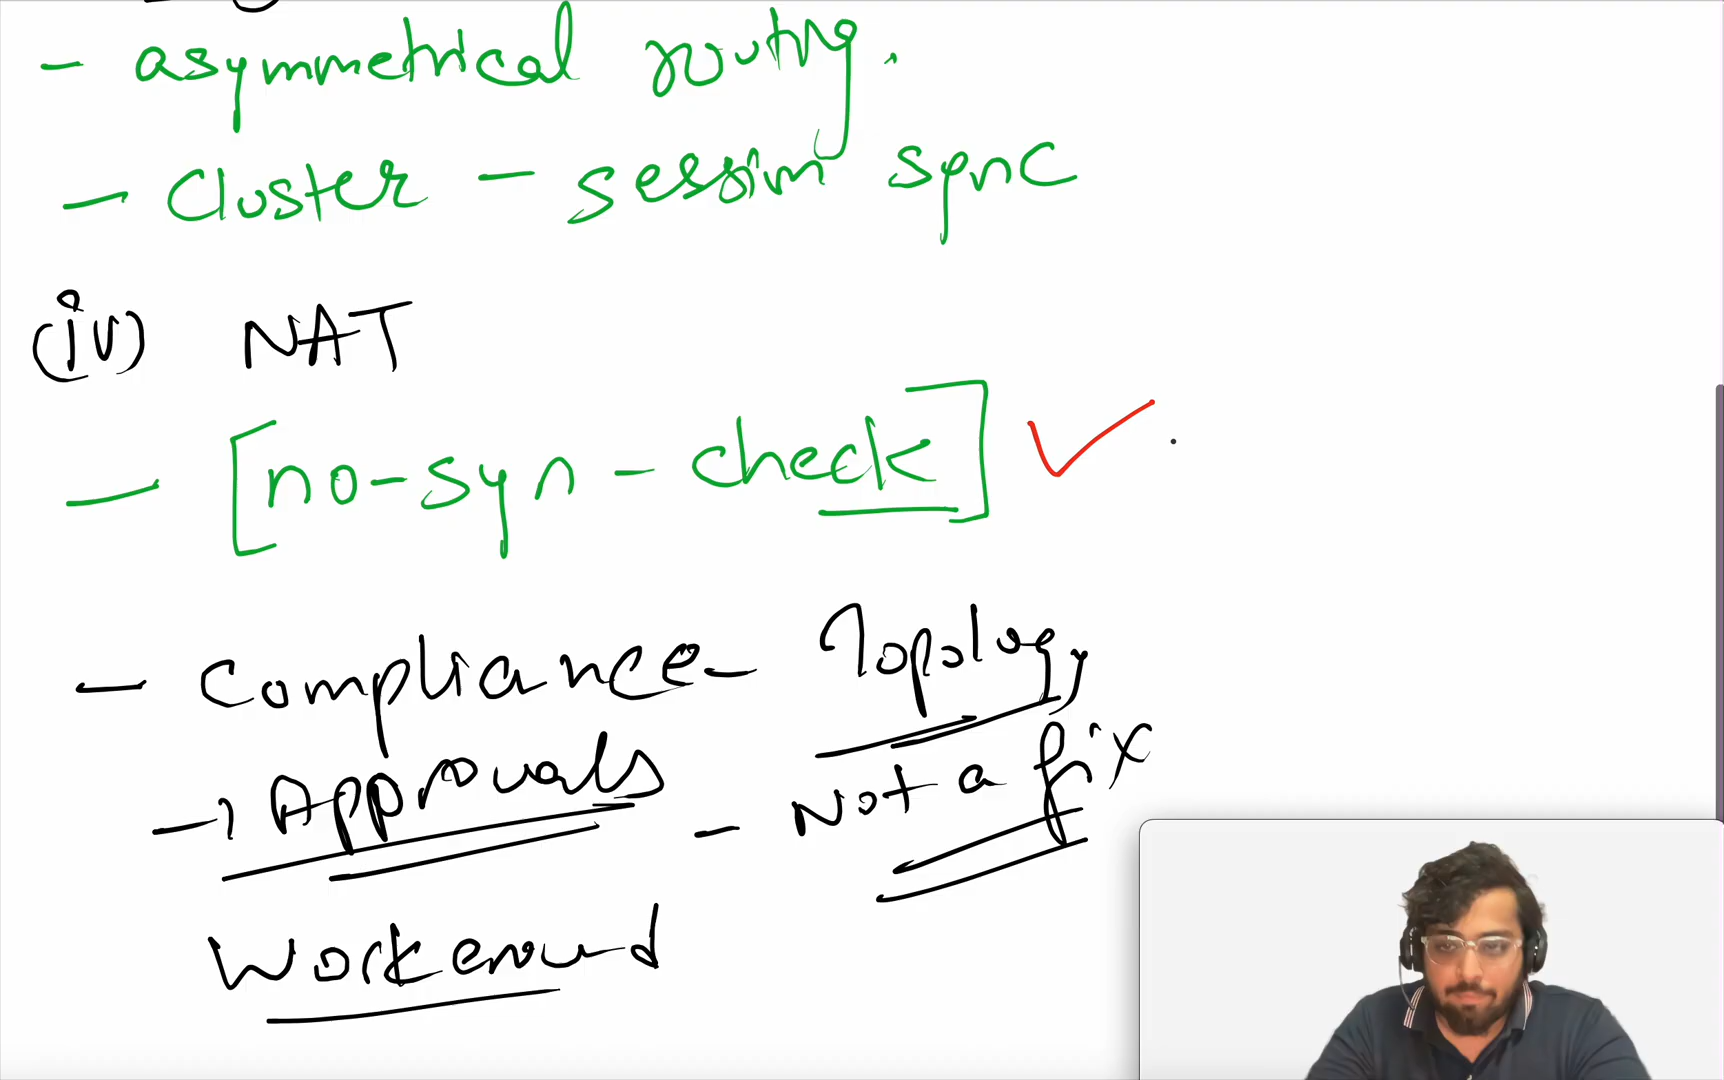 - asymmetrical routing.
- Cluster - session sync
(iv) NAT
- [no-syn-check] ✓
- Compliance - Topology
→ Approvals - Not a fix
Workaround